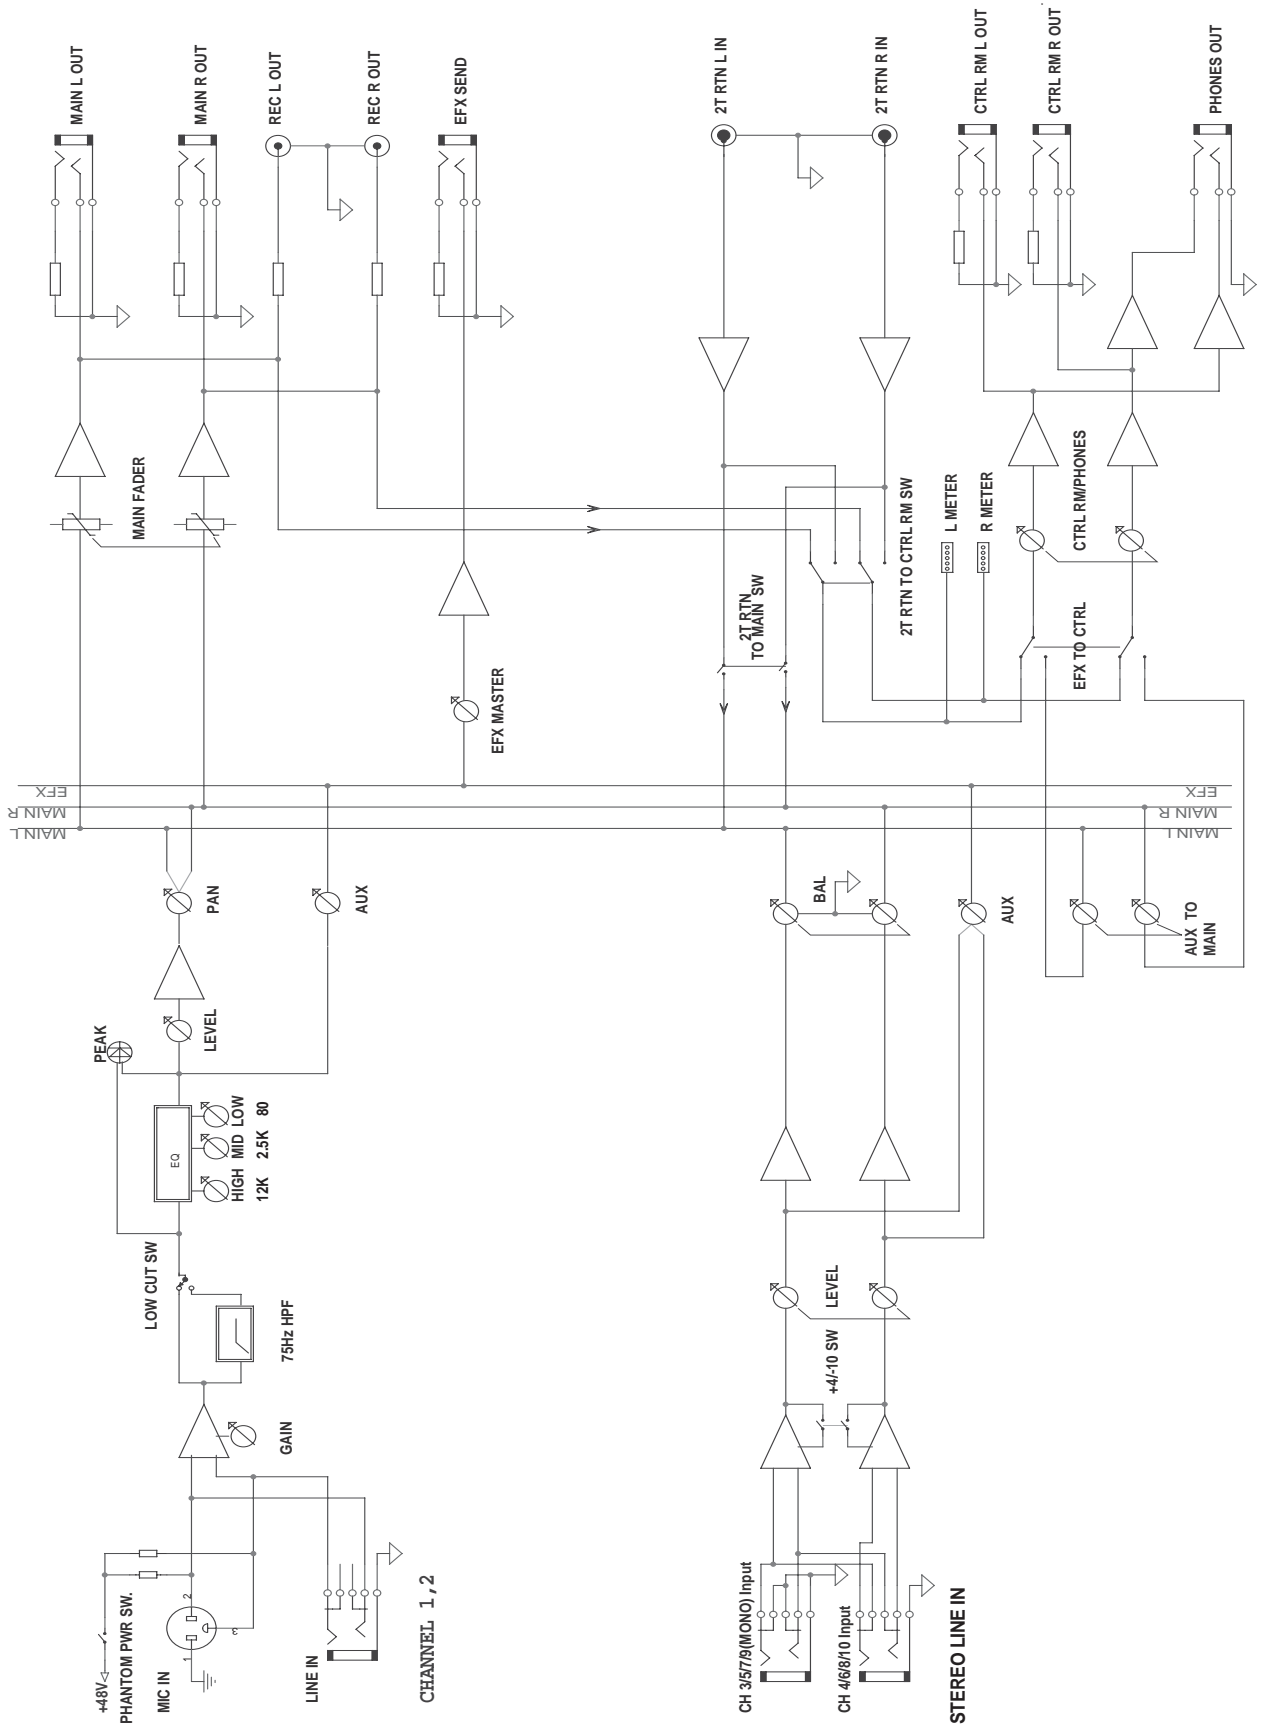 MAIN L OUT
MAIN R OUT
REC L OUT
REC R OUT
EFX SEND
2T RTN L IN
2T RTN R IN
CTRL RM L OUT
CTRL RM R OUT
PHONES OUT
MAIN FADER
EFX MASTER
2T RTN
TO MAIN SW
2T RTN TO CTRL RM SW
L METER
R METER
CTRL RM/PHONES
EFX TO CTRL
EFX
MAIN R
MAIN L
EFX
MAIN R
MAIN L
PAN
AUX
BAL
AUX
AUX TO
MAIN
PEAK
LEVEL
EQ
HIGH MID LOW
12K 2.5K 80
LOW CUT SW
75Hz HPF
GAIN
LEVEL
+4/-10 SW
+48V
PHANTOM PWR SW.
MIC IN
1
2
3
LINE IN
CHANNEL 1,2
CH 3/5/7/9(MONO) Input
CH 4/6/8/10 Input
STEREO LINE IN